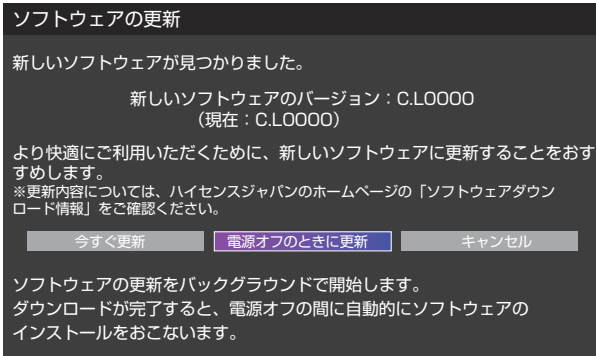 ソフトウェアの更新
新しいソフトウェアが見つかりました。
新しいソフトウェアのバージョン：C.L0000
（現在：C.L0000）
より快適にご利用いただくために、新しいソフトウェアに更新することをおす
すめします。
※更新内容については、ハイセンスジャパンのホームページの「ソフトウェアダウン
ロード情報」をご確認ください。
今すぐ更新
電源オフのときに更新
キャンセル
ソフトウェアの更新をバックグラウンドで開始します。
ダウンロードが完了すると、電源オフの間に自動的にソフトウェアの
インストールをおこないます。